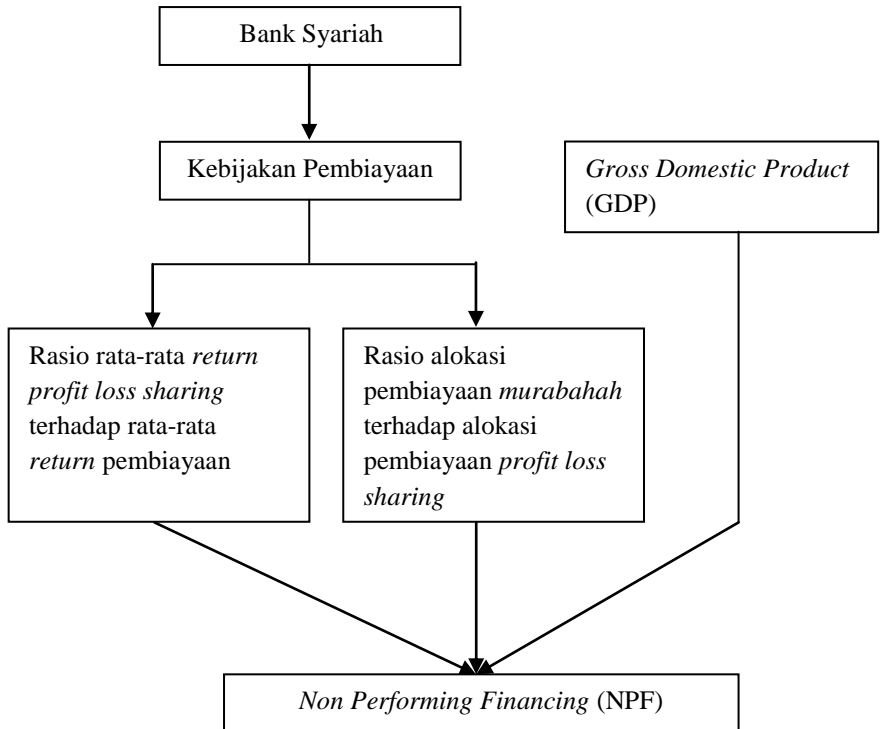 Bank Syariah
Kebijakan Pembiayaan
Gross Domestic Product
(GDP)
Rasio rata-rata return
profit loss sharing
terhadap rata-rata
return pembiayaan
Rasio alokasi
pembiayaan murabahah
terhadap alokasi
pembiayaan profit loss
sharing
Non Performing Financing (NPF)